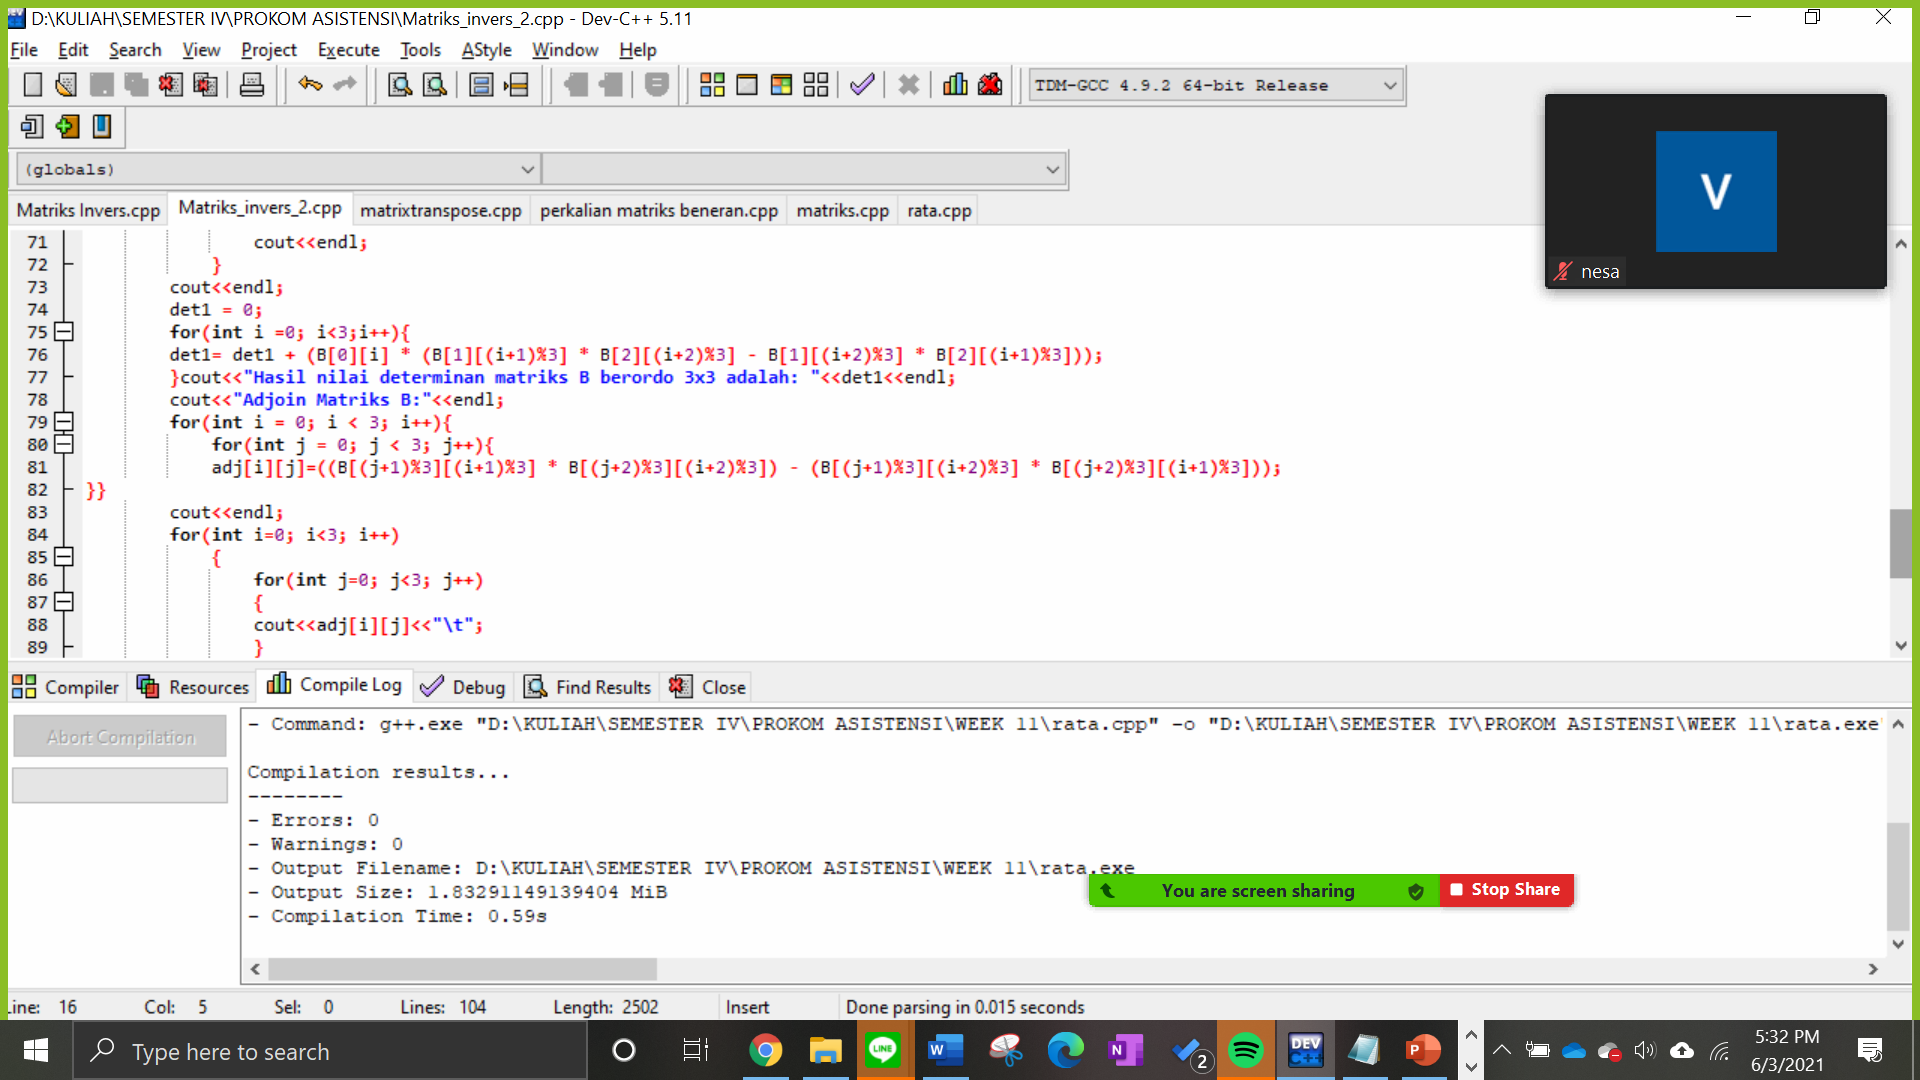 D:\KULIAH\SEMESTER IV\PROKOM ASISTENSI\Matriks_invers_2.cpp - Dev-C++ 5.11
File Edit Search View Project Execute Tools AStyle Window Help
TDM-GCC 4.9.2 64-bit Release
(globals)
Matriks Invers.cpp Matriks_invers_2.cpp matrixtranspose.cpp perkalian matriks beneran.cpp matriks.cpp rata.cpp
V
nesa
71 cout<<endl;
72 }
73 cout<<endl;
74 det1 = 0;
75 for(int i =0; i<3;i++){
76 det1= det1 + (B[0][i] * (B[1][(i+1)%3] * B[2][(i+2)%3] - B[1][(i+2)%3] * B[2][(i+1)%3]));
77 }cout<<"Hasil nilai determinan matriks B berordo 3x3 adalah: "<<det1<<endl;
78 cout<<"Adjoin Matriks B:"<<endl;
79 for(int i = 0; i < 3; i++){
80 for(int j = 0; j < 3; j++){
81 adj[i][j]=((B[(j+1)%3][(i+1)%3] * B[(j+2)%3][(i+2)%3]) - (B[(j+1)%3][(i+2)%3] * B[(j+2)%3][(i+1)%3]));
82 }}
83 cout<<endl;
84 for(int i=0; i<3; i++)
85 {
86 for(int j=0; j<3; j++)
87 {
88 cout<<adj[i][j]<<"\t";
89 }
Compiler Resources Compile Log Debug Find Results Close
Abort Compilation
- Command: g++.exe "D:\KULIAH\SEMESTER IV\PROKOM ASISTENSI\WEEK 11\rata.cpp" -o "D:\KULIAH\SEMESTER IV\PROKOM ASISTENSI\WEEK 11\rata.exe"
Compilation results...
--------
- Errors: 0
- Warnings: 0
- Output Filename: D:\KULIAH\SEMESTER IV\PROKOM ASISTENSI\WEEK 11\rata.exe
- Output Size: 1.83291149139404 MiB
- Compilation Time: 0.59s
You are screen sharing Stop Share
Line: 16 Col: 5 Sel: 0 Lines: 104 Length: 2502 Insert Done parsing in 0.015 seconds
Type here to search
LINE
W
N
2
DEV C++
P
5:32 PM
6/3/2021